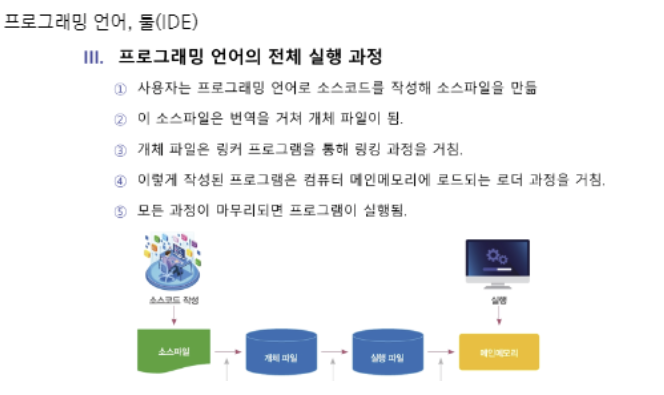 프로그래밍 언어, 툴(IDE)
III. 프로그래밍 언어의 전체 실행 과정
① 사용자는 프로그래밍 언어로 소스코드를 작성해 소스파일을 만듦
② 이 소스파일은 번역을 거쳐 개체 파일이 됨.
③ 개체 파일은 링커 프로그램을 통해 링킹 과정을 거침.
④ 이렇게 작성된 프로그램은 컴퓨터 메인메모리에 로드되는 로더 과정을 거침.
⑤ 모든 과정이 마무리되면 프로그램이 실행됨.
소스코드 작성
실행
소스파일
개체 파일
실행 파일
메인메모리